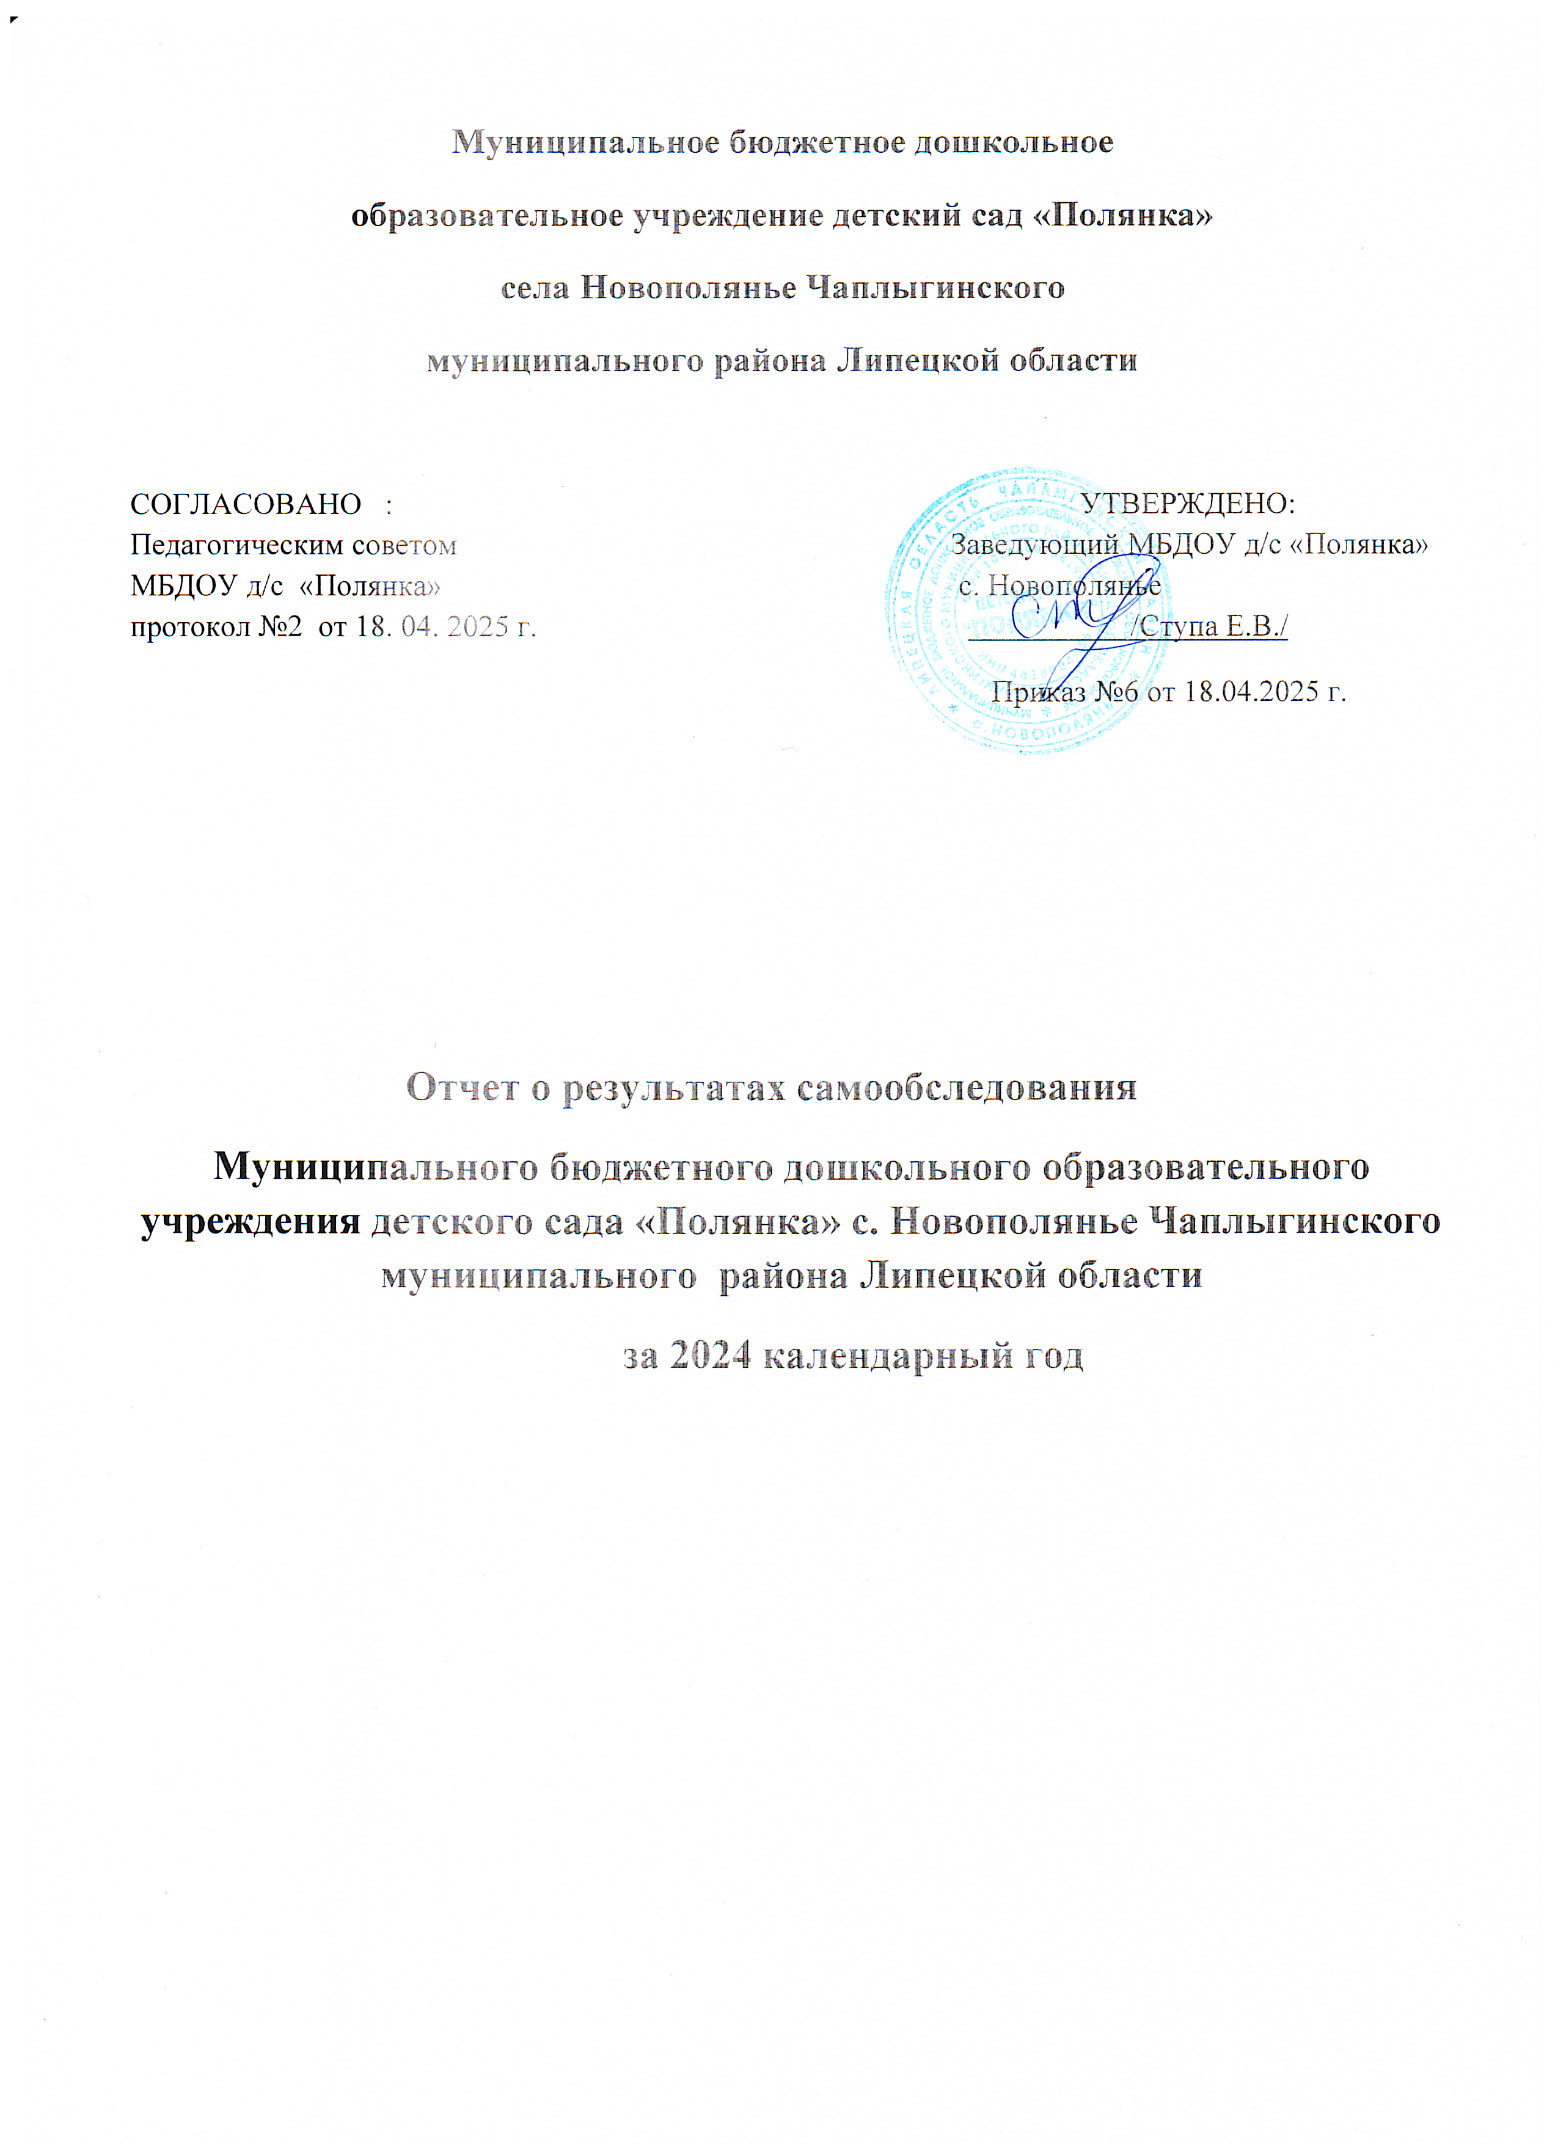 Муниципальное бюджетное дошкольное
образовательное учреждение детский сад «Полянка»
села Новополянье Чаплыгинского
муниципального района Липецкой области
СОГЛАСОВАНО :
Педагогическим советом
МБДОУ д/с «Полянка»
протокол №2 от 18. 04. 2025 г.
УТВЕРЖДЕНО:
Заведующий МБДОУ д/с «Полянка»
с. Новополянье
/Ступа Е.В./
Приказ №6 от 18.04.2025 г.
ЛИПЕЦКАЯ ОБЛАСТЬ
с. НОВОПОЛЯНЬЕ
Отчет о результатах самообследования
Муниципального бюджетного дошкольного образовательного
учреждения детского сада «Полянка» с. Новополянье Чаплыгинского
муниципального района Липецкой области
за 2024 календарный год